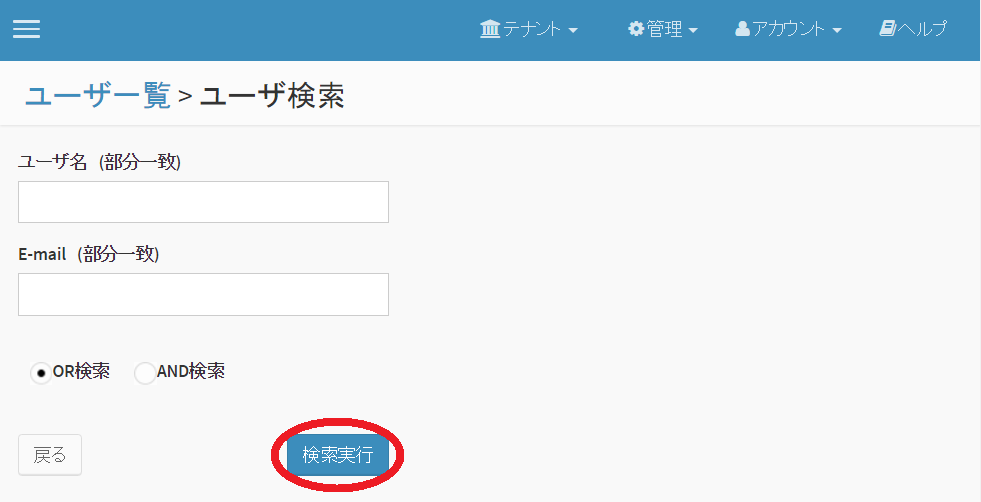 テナント 管理 アカウント ヘルプ
ユーザ一覧 > ユーザ検索
ユーザ名 (部分一致)
E-mail (部分一致)
OR検索 AND検索
戻る 検索実行